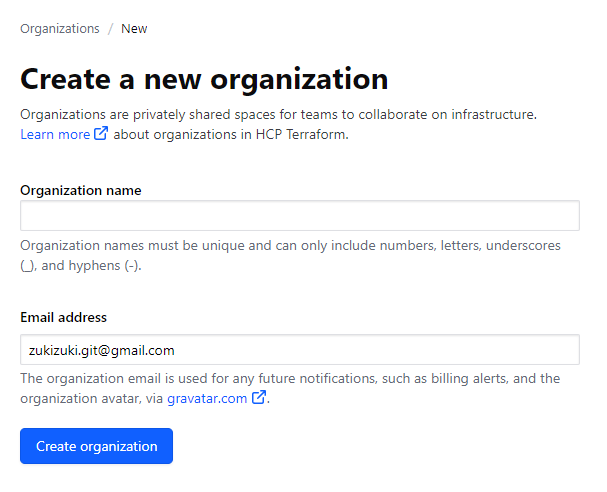 Organizations / New
Create a new organization
Organizations are privately shared spaces for teams to collaborate on infrastructure.
Learn more about organizations in HCP Terraform.
Organization name
Organization names must be unique and can only include numbers, letters, underscores
(_), and hyphens (-).
Email address
zukizuki.git@gmail.com
The organization email is used for any future notifications, such as billing alerts, and the
organization avatar, via gravatar.com.
Create organization